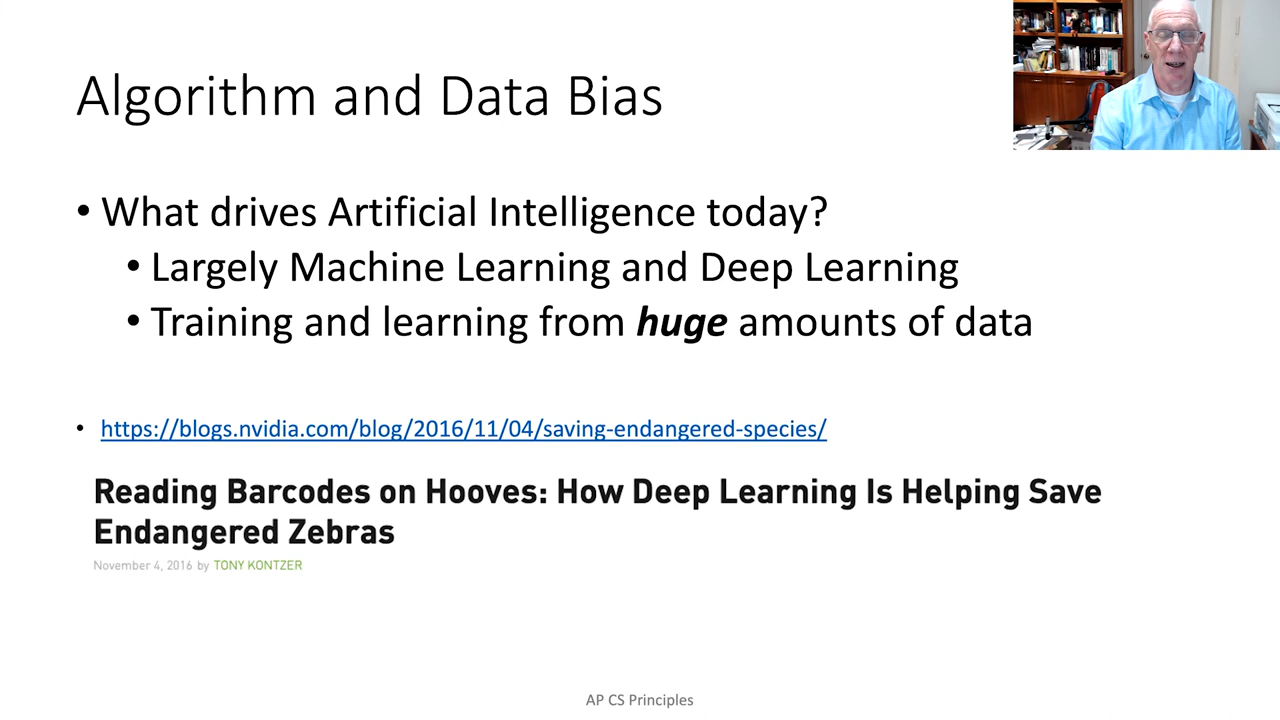 Algorithm and Data Bias
• What drives Artificial Intelligence today?
• Largely Machine Learning and Deep Learning
• Training and learning from huge amounts of data
• https://blogs.nvidia.com/blog/2016/11/04/saving-endangered-species/
Reading Barcodes on Hooves: How Deep Learning Is Helping Save
Endangered Zebras
November 4, 2016 by TONY KONTZER
AP CS Principles